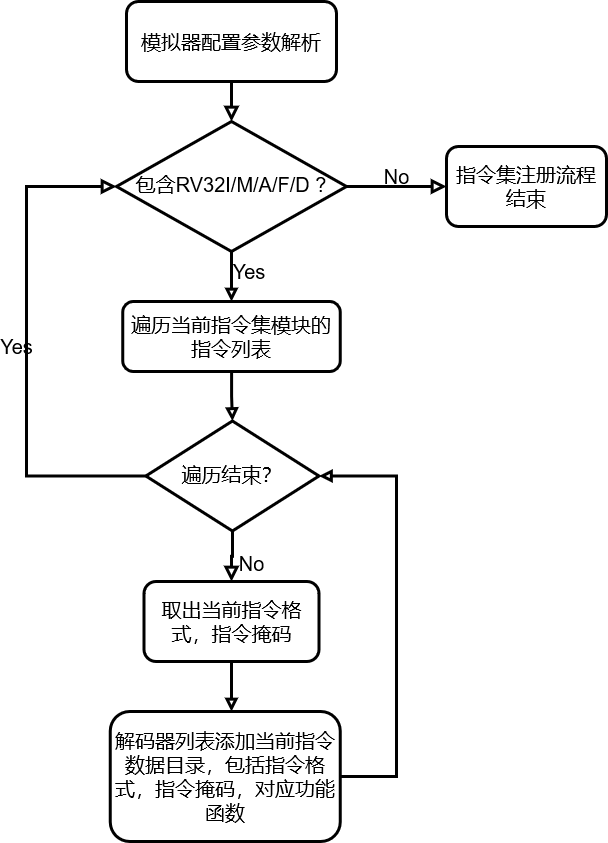 模拟器配置参数解析
包含RV32I/M/A/F/D ?
No
指令集注册流程
结束
Yes
遍历当前指令集模块的
指令列表
Yes
遍历结束?
No
取出当前指令格
式，指令掩码
解码器列表添加当前指令
数据目录，包括指令格
式，指令掩码，对应功能
函数